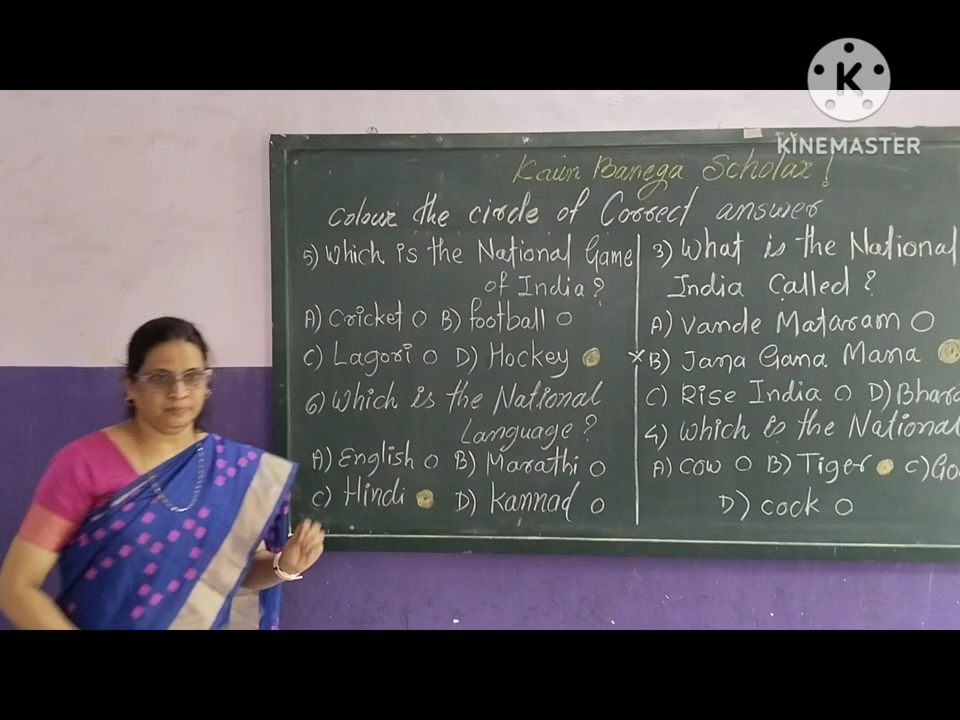 K
KINEMASTER
Kaun Banega Scholar!
Colour the circle of Correct answer
5) Which is the National Game
of India?
A) Cricket O B) football O
C) Lagori O D) Hockey
6) Which is the National
Language?
A) English O B) Marathi O
C) Hindi D) Kannad O
3) What is the National
India Called?
A) Vande Mataram O
x B) Jana Gana Mana
C) Rise India O D) Bhara
4) Which is the National
A) Cow O B) Tiger C) Go
D) cock O